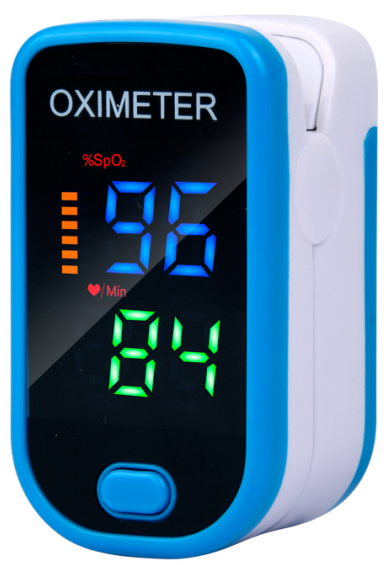 OXIMETER
%SpO₂
96
♥/Min
84